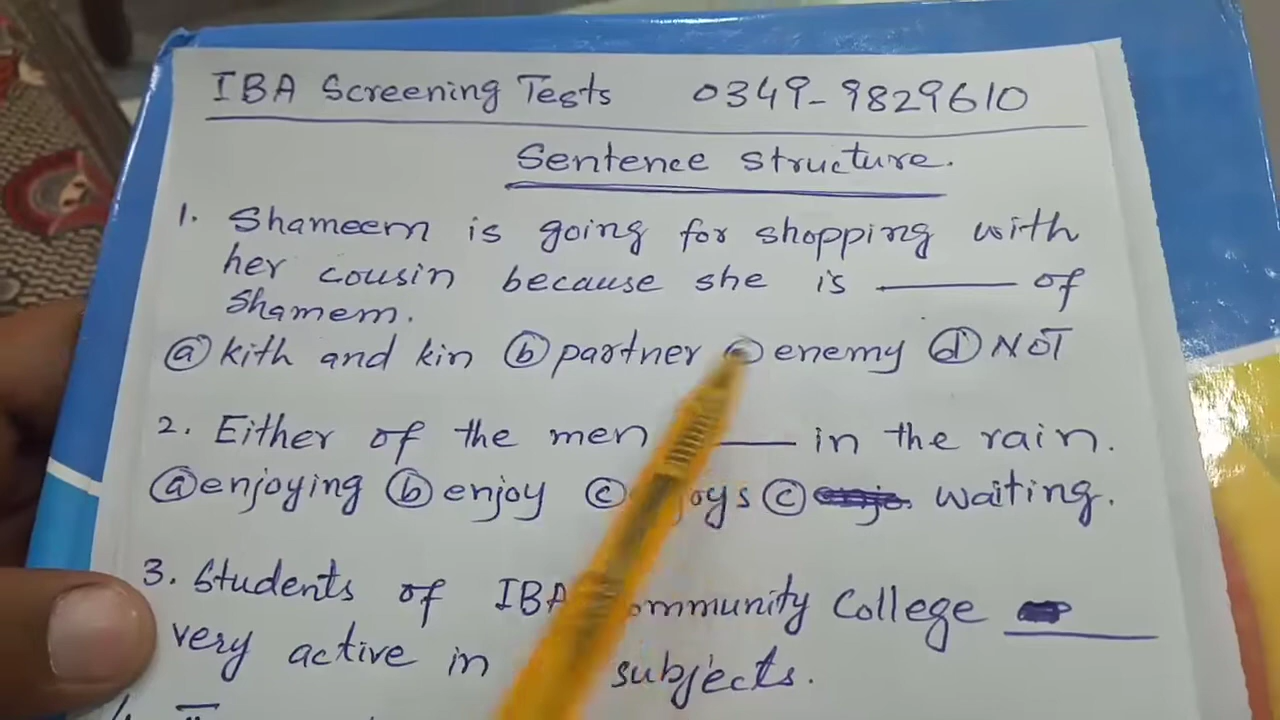 IBA Screening Tests 0349-9829610
Sentence Structure.
1. Shameem is going for shopping with
her cousin because she is ______ of
Shamem.
ⓐ kith and kin ⓑ partner ⓒ enemy ⓓ NOT
2. Either of the men ______ in the rain.
ⓐ enjoying ⓑ enjoy ⓒ ⓒ waiting.
3. Students of IBA College ______
very active in subjects.